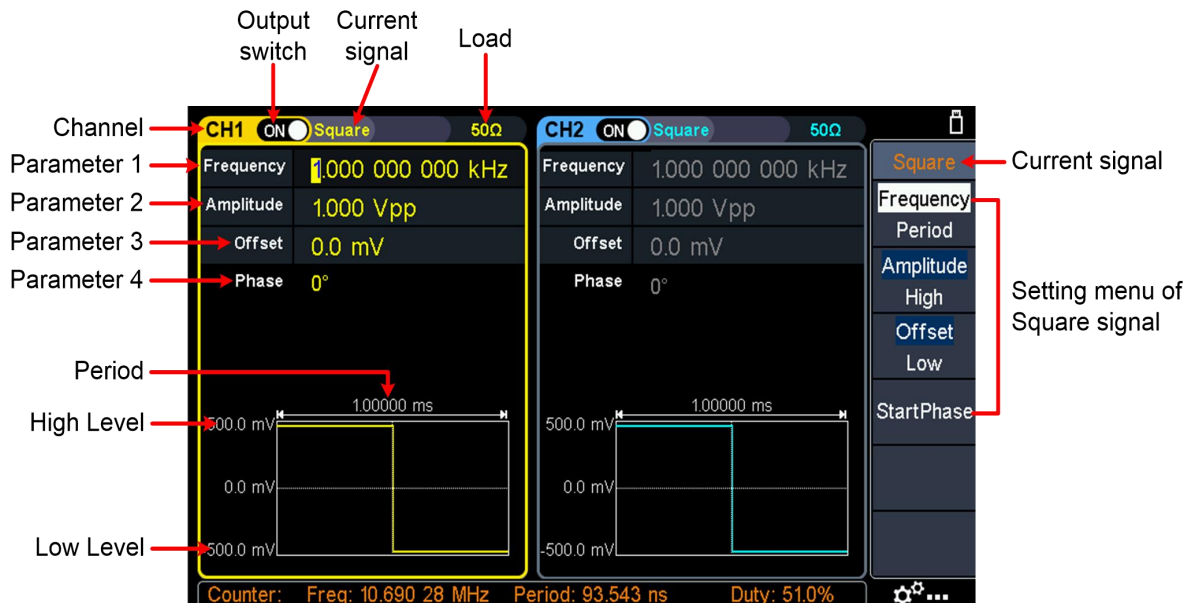 Output switch
Current signal
Load
Channel
CH1 ON Square 50Ω
CH2 ON Square 50Ω
Parameter 1
Frequency 1.000 000 000 kHz
Frequency 1.000 000 000 kHz
Square
Current signal
Parameter 2
Amplitude 1.000 Vpp
Amplitude 1.000 Vpp
Frequency
Period
Parameter 3
Offset 0.0 mV
Offset 0.0 mV
Amplitude
High
Parameter 4
Phase 0°
Phase 0°
Offset
Low
Setting menu of
Square signal
StartPhase
Period
1.00000 ms
1.00000 ms
High Level
500.0 mV
500.0 mV
0.0 mV
0.0 mV
Low Level
-500.0 mV
-500.0 mV
Counter: Freq: 10.690 28 MHz Period: 93.543 ns Duty: 51.0%